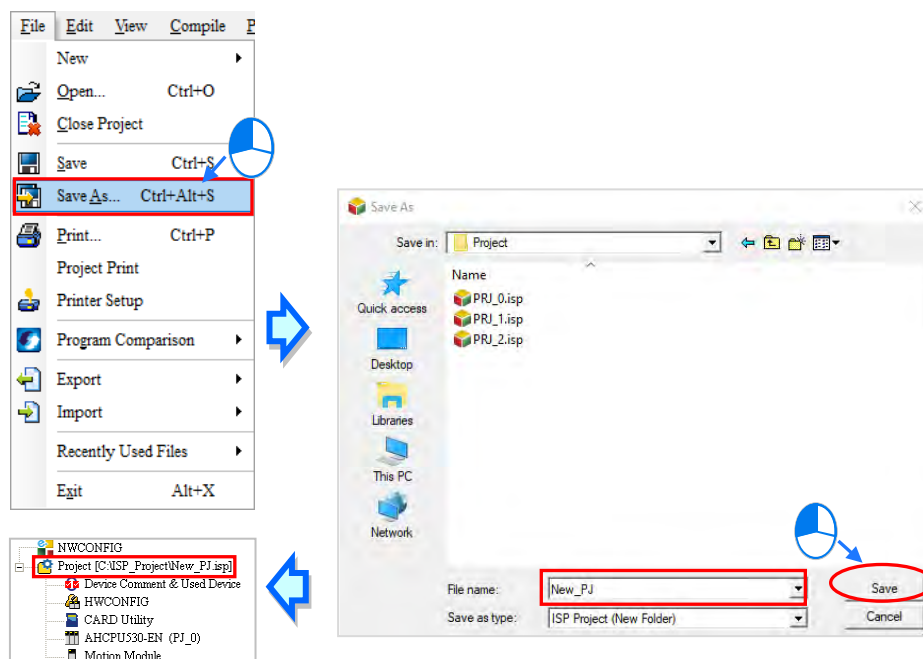 File Edit View Compile P
New
Open... Ctrl+O
Close Project
Save Ctrl+S
Save As... Ctrl+Alt+S
Print... Ctrl+P
Project Print
Printer Setup
Program Comparison
Export
Import
Recently Used Files
Exit Alt+X
Save As
Save in: Project
Name
PRJ_0.isp
PRJ_1.isp
PRJ_2.isp
Quick access
Desktop
Libraries
This PC
Network
File name: New_PJ Save
Save as type: ISP Project (New Folder) Cancel
NWCONFIG
Project [C:\ISP_Project\New_PJ.isp]
Device Comment & Used Device
HWCONFIG
CARD Utility
AHCPU530-EN (PJ_0)
Motion Module